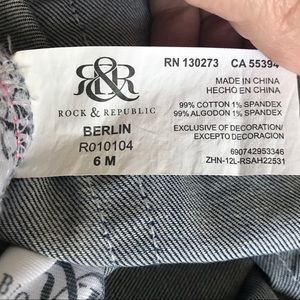 R&R
ROCK & REPUBLIC
BERLIN
R010104
6 M
RN 130273 CA 55394
MADE IN CHINA
HECHO EN CHINA
99% COTTON 1% SPANDEX
99% ALGODON 1% SPANDEX
EXCLUSIVE OF DECORATION/
EXCEPTO DECORACION
690742953346
ZHN-12L-RSAH22531